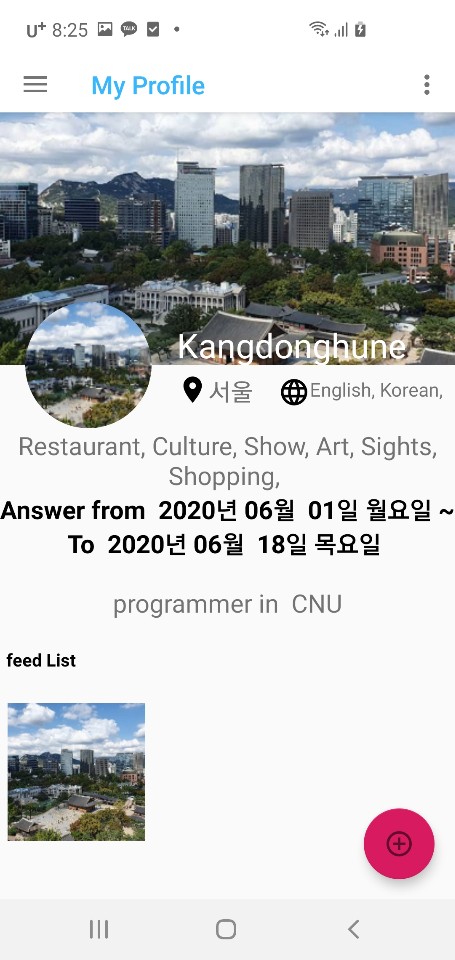 U+ 8:25 TALK
My Profile
Kangdonghune
서울 English, Korean,
Restaurant, Culture, Show, Art, Sights,
Shopping,
Answer from 2020년 06월 01일 월요일 ~
To 2020년 06월 18일 목요일
programmer in CNU
feed List